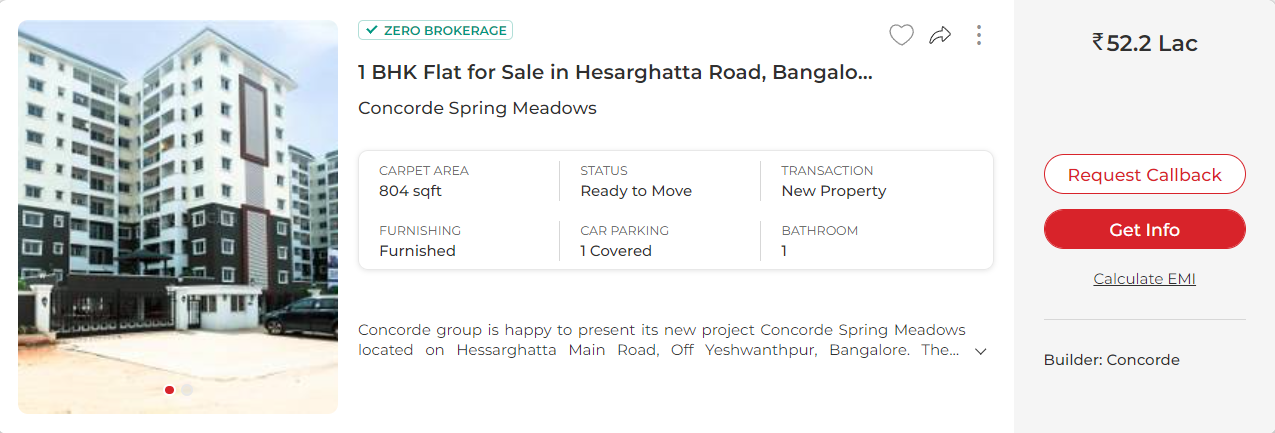 ZERO BROKERAGE
1 BHK Flat for Sale in Hesarghatta Road, Bangalo...
Concorde Spring Meadows
CARPET AREA
804 sqft
STATUS
Ready to Move
TRANSACTION
New Property
FURNISHING
Furnished
CAR PARKING
1 Covered
BATHROOM
1
Concorde group is happy to present its new project Concorde Spring Meadows
located on Hessarghatta Main Road, Off Yeshwanthpur, Bangalore. The...
₹52.2 Lac
Request Callback
Get Info
Calculate EMI
Builder: Concorde